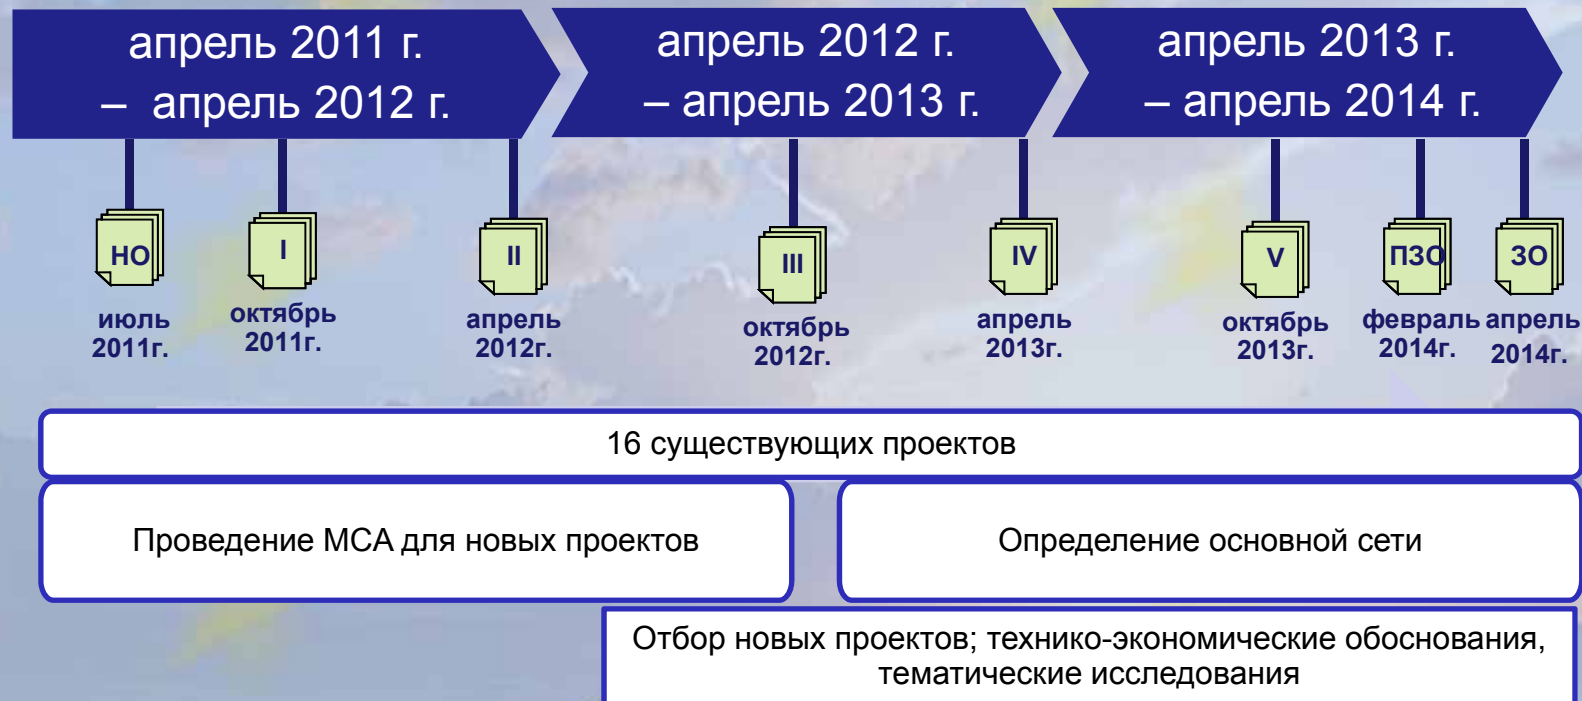 апрель 2011 г.
– апрель 2012 г.
апрель 2012 г.
– апрель 2013 г.
апрель 2013 г.
– апрель 2014 г.
НО
I
II
III
IV
V
ПЗО
ЗО
июль
2011г.
октябрь
2011г.
апрель
2012г.
октябрь
2012г.
апрель
2013г.
октябрь
2013г.
февраль
2014г.
апрель
2014г.
16 существующих проектов
Проведение МСА для новых проектов
Определение основной сети
Отбор новых проектов; технико-экономические обоснования,
тематические исследования